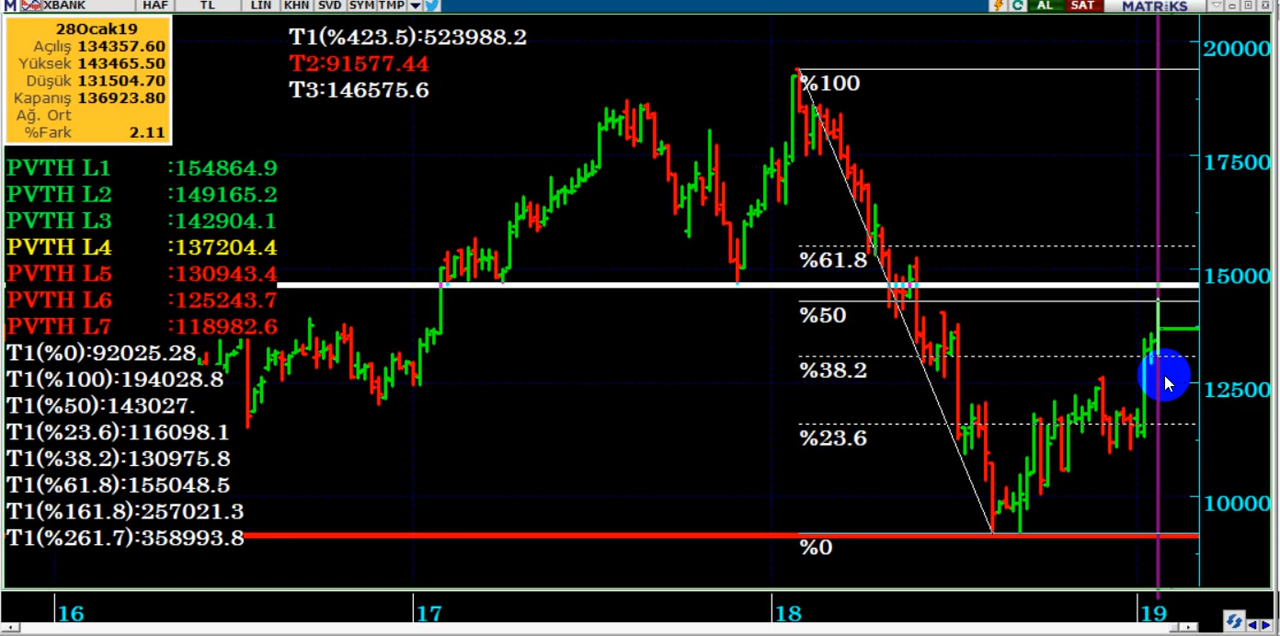 XBANK HAF TL LIN KHN SVD SYM TMP AL SAT MATRiKS
28Ocak19
Açılış 134357.60
Yüksek 143465.50
Düşük 131504.70
Kapanış 136923.80
Ağ. Ort
%Fark 2.11
T1(%423.5):523988.2
T2:91577.44
T3:146575.6
PVTH L1 :154864.9
PVTH L2 :149165.2
PVTH L3 :142904.1
PVTH L4 :137204.4
PVTH L5 :130943.4
PVTH L6 :125243.7
PVTH L7 :118982.6
T1(%0):92025.28
T1(%100):194028.8
T1(%50):143027.
T1(%23.6):116098.1
T1(%38.2):130975.8
T1(%61.8):155048.5
T1(%161.8):257021.3
T1(%261.7):358993.8
%100
%61.8
%50
%38.2
%23.6
%0
20000
17500
15000
12500
10000
16 17 18 19